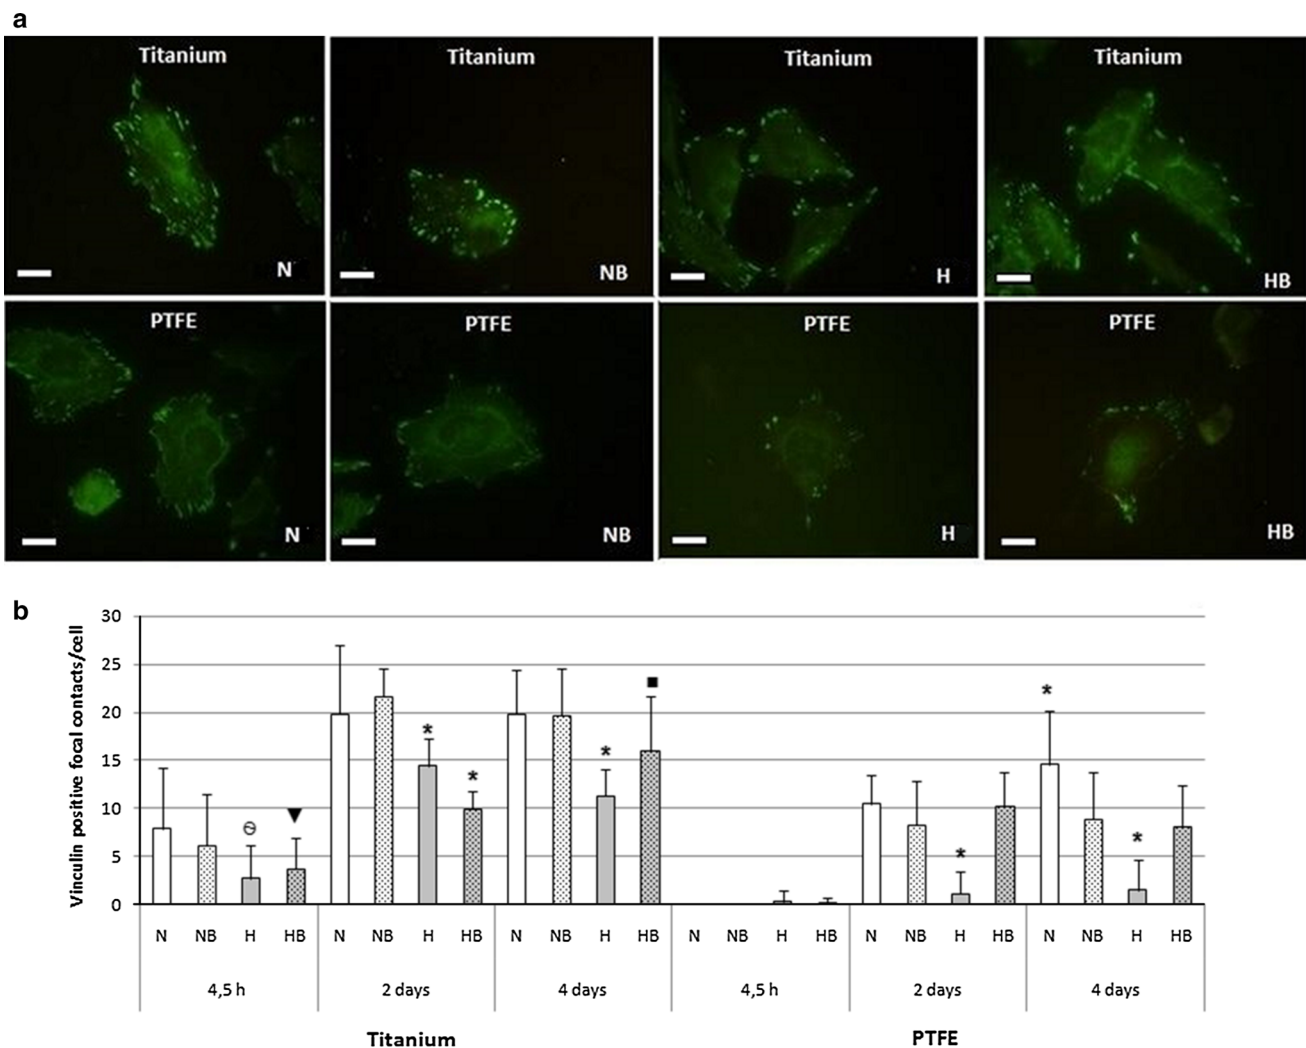 a
Titanium Titanium Titanium Titanium
N NB H HB
PTFE PTFE PTFE PTFE
N NB H HB
b
Vinculin positive focal contacts/cell
30
25
20
15
10
5
0
* * * ■ * * *
⊖ ▼ *
N NB H HB N NB H HB N NB H HB N NB H HB N NB H HB N NB H HB
4,5 h 2 days 4 days 4,5 h 2 days 4 days
Titanium PTFE